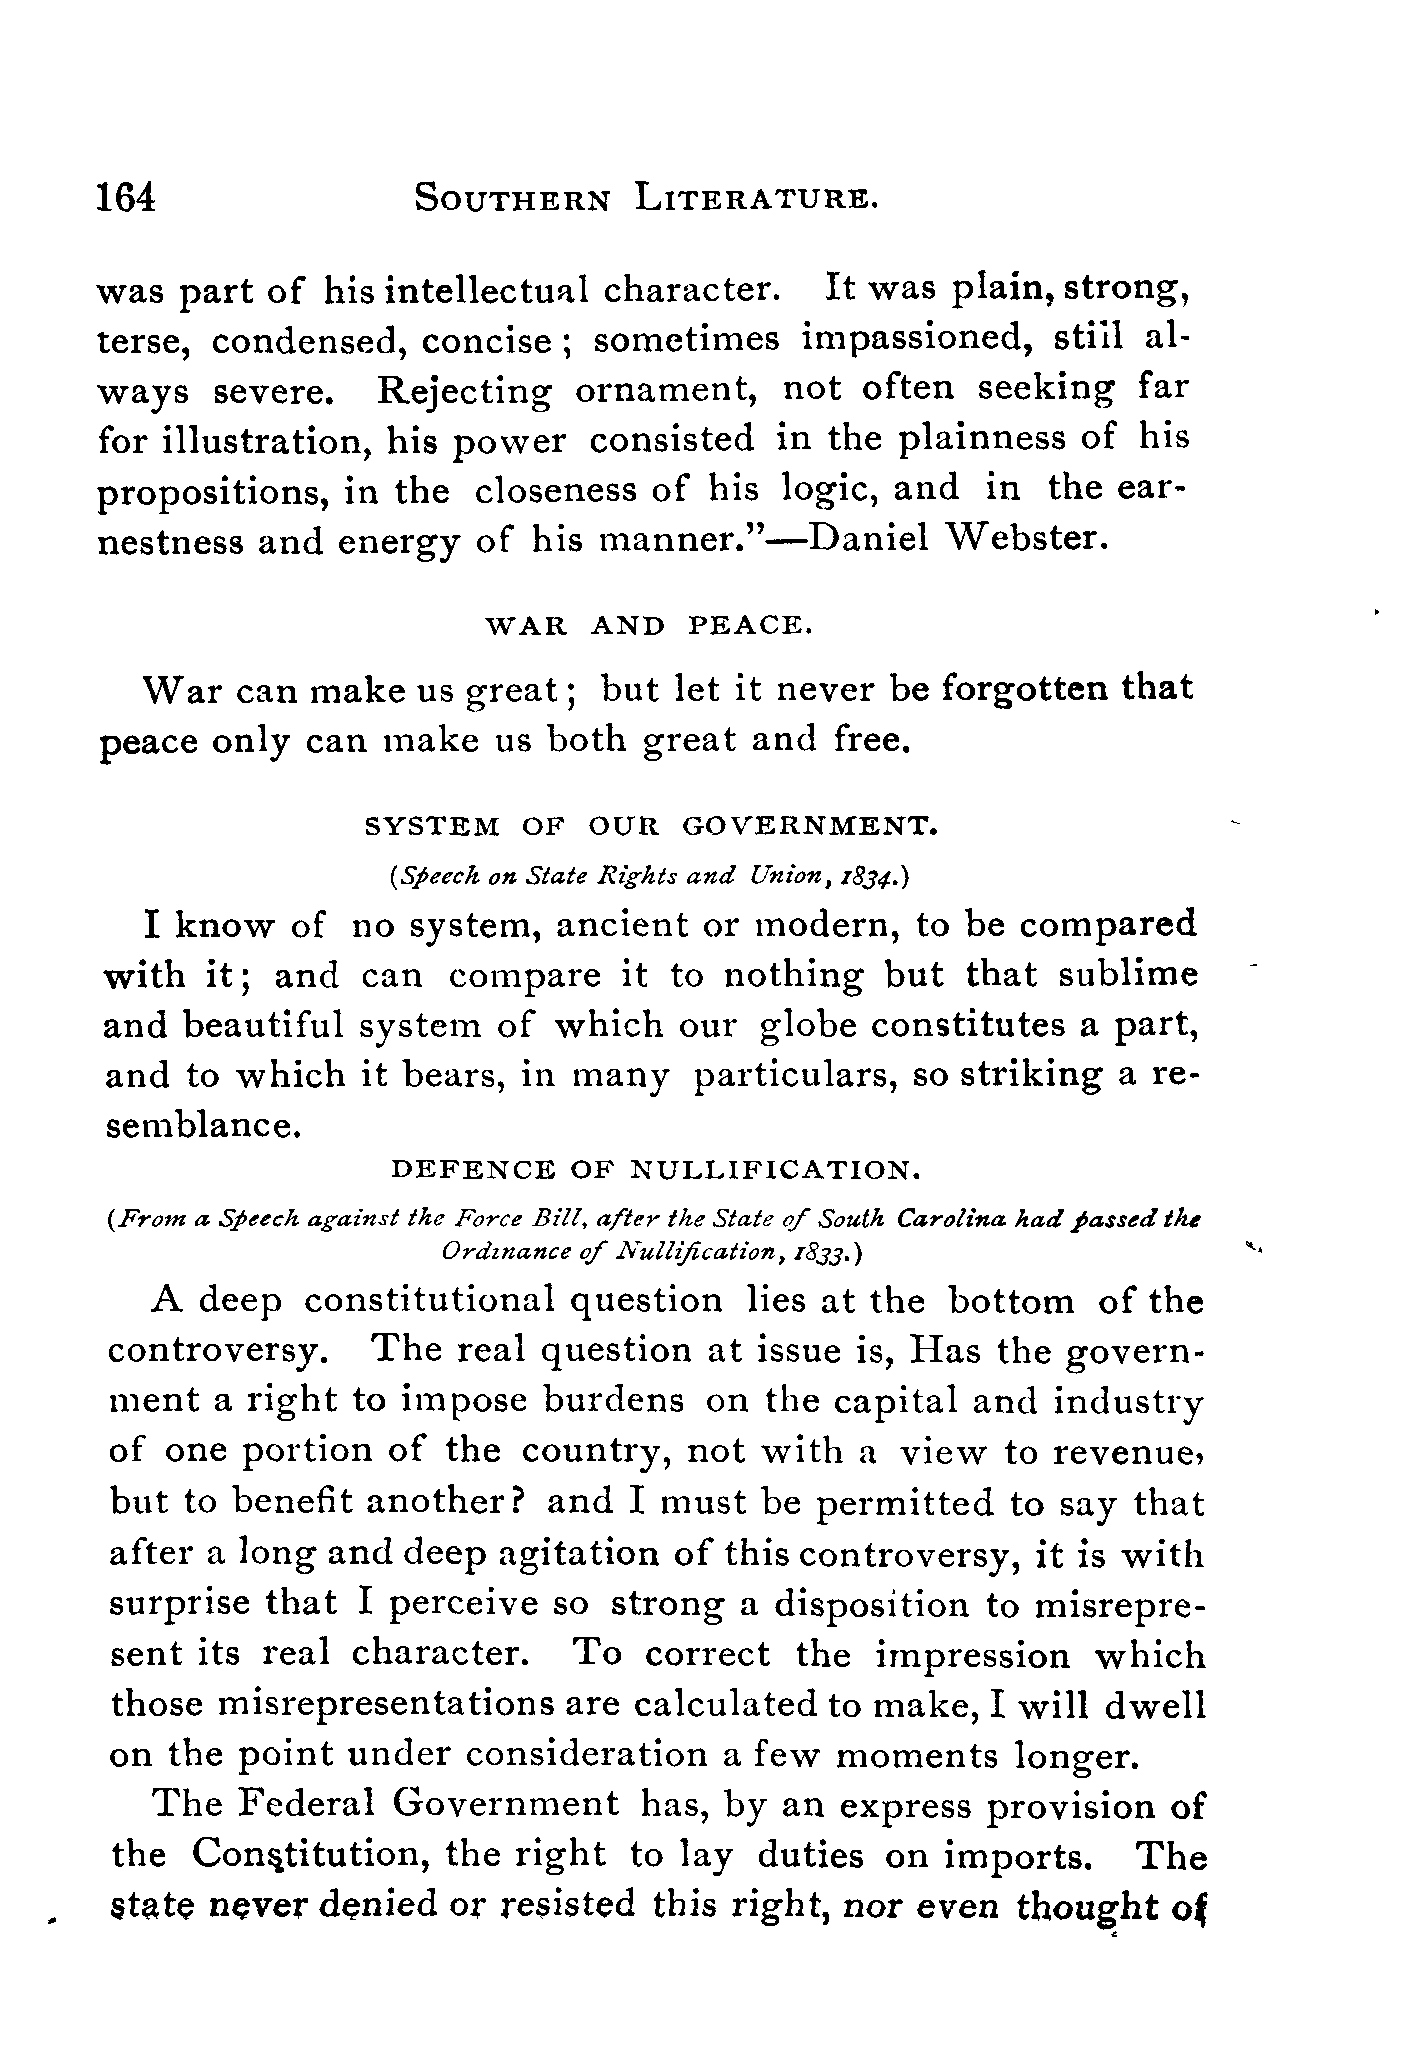 164 SOUTHERN LITERATURE.
was part of his intellectual character. It was plain, strong,
terse, condensed, concise; sometimes impassioned, still al-
ways severe. Rejecting ornament, not often seeking far
for illustration, his power consisted in the plainness of his
propositions, in the closeness of his logic, and in the ear-
nestness and energy of his manner."—Daniel Webster.
WAR AND PEACE.
War can make us great; but let it never be forgotten that
peace only can make us both great and free.
SYSTEM OF OUR GOVERNMENT.
(Speech on State Rights and Union, 1834.)
I know of no system, ancient or modern, to be compared
with it; and can compare it to nothing but that sublime
and beautiful system of which our globe constitutes a part,
and to which it bears, in many particulars, so striking a re-
semblance.
DEFENCE OF NULLIFICATION.
(From a Speech against the Force Bill, after the State of South Carolina had passed the
Ordinance of Nullification, 1833.)
A deep constitutional question lies at the bottom of the
controversy. The real question at issue is, Has the govern-
ment a right to impose burdens on the capital and industry
of one portion of the country, not with a view to revenue,
but to benefit another? and I must be permitted to say that
after a long and deep agitation of this controversy, it is with
surprise that I perceive so strong a disposition to misrepre-
sent its real character. To correct the impression which
those misrepresentations are calculated to make, I will dwell
on the point under consideration a few moments longer.
The Federal Government has, by an express provision of
the Constitution, the right to lay duties on imports. The
state never denied or resisted this right, nor even thought of